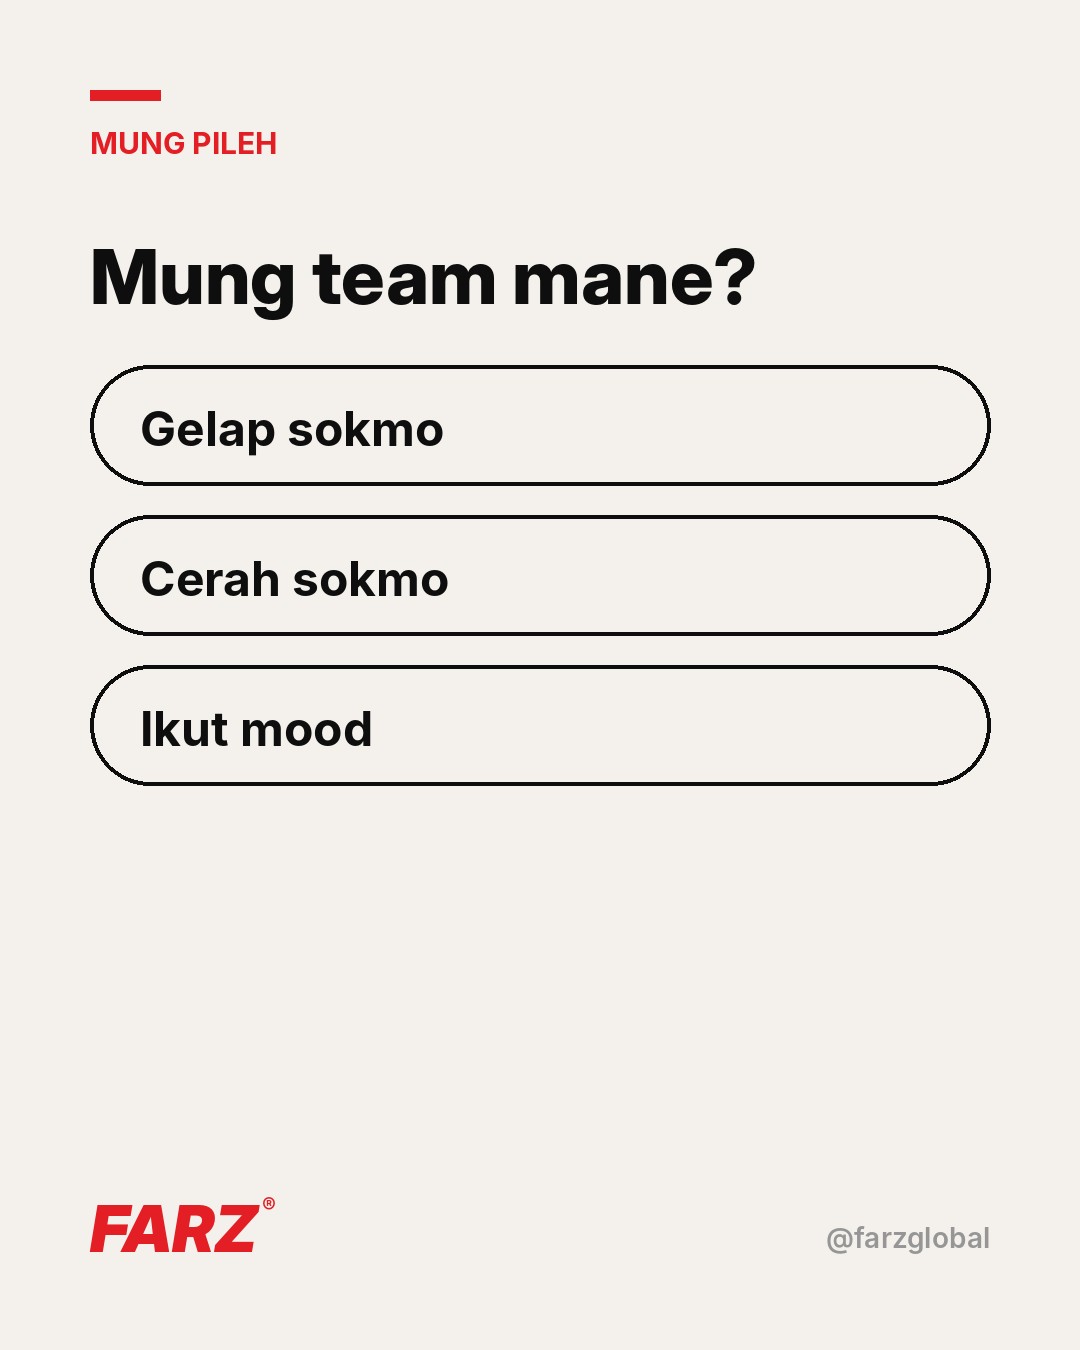 MUNG PILEH
Mung team mane?
Gelap sokmo
Cerah sokmo
Ikut mood
FARZ®
@farzglobal